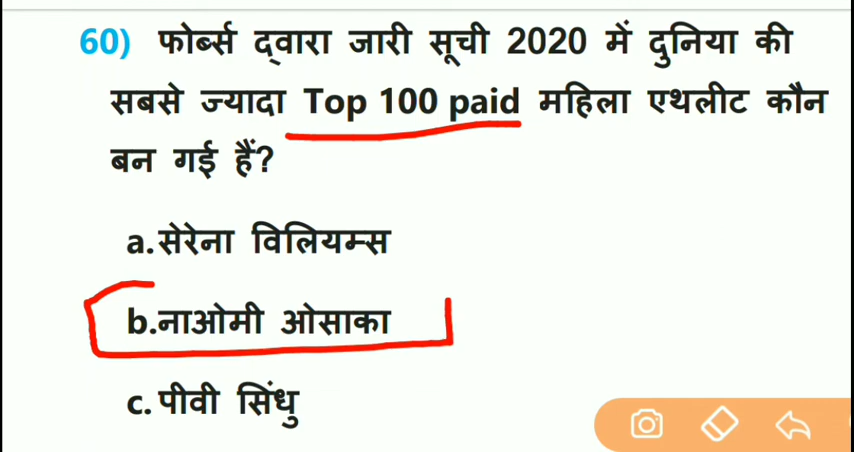 60) फोर्ब्स द्वारा जारी सूची 2020 में दुनिया की
सबसे ज्यादा Top 100 paid महिला एथलीट कौन
बन गई हैं?
a.सेरेना विलियम्स
b.नाओमी ओसाका
c. पीवी सिंधु